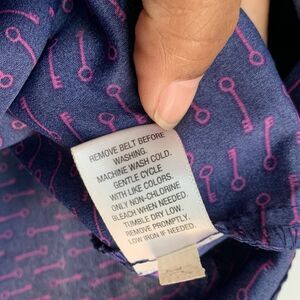 REMOVE BELT BEFORE
WASHING.
MACHINE WASH COLD.
GENTLE CYCLE
WITH LIKE COLORS.
ONLY NON-CHLORINE
BLEACH WHEN NEEDED.
TUMBLE DRY LOW.
REMOVE PROMPTLY.
LOW IRON IF NEEDED.